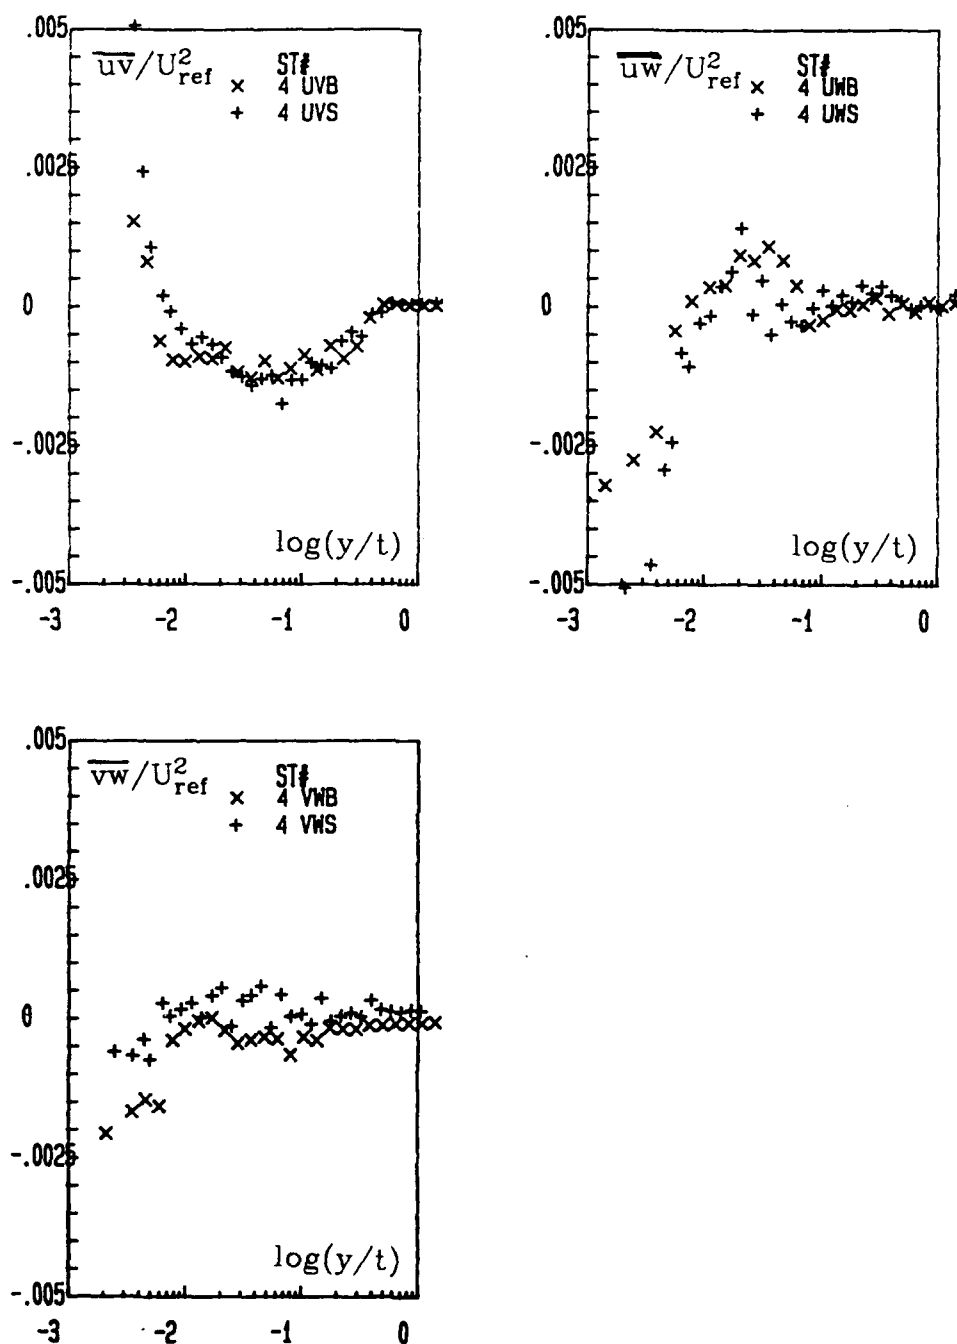 .005
uv/U²ref
ST#
× 4 UVB
+ 4 UVS
.0025
0
-.0025
log(y/t)
-.005
-3 -2 -1 0
.005
uw/U²ref
ST#
× 4 UWB
+ 4 UWS
.0025
0
-.0025
log(y/t)
-.005
-3 -2 -1 0
.005
vw/U²ref
ST#
× 4 VWB
+ 4 VWS
.0025
0
-.0025
log(y/t)
-.005
-3 -2 -1 0